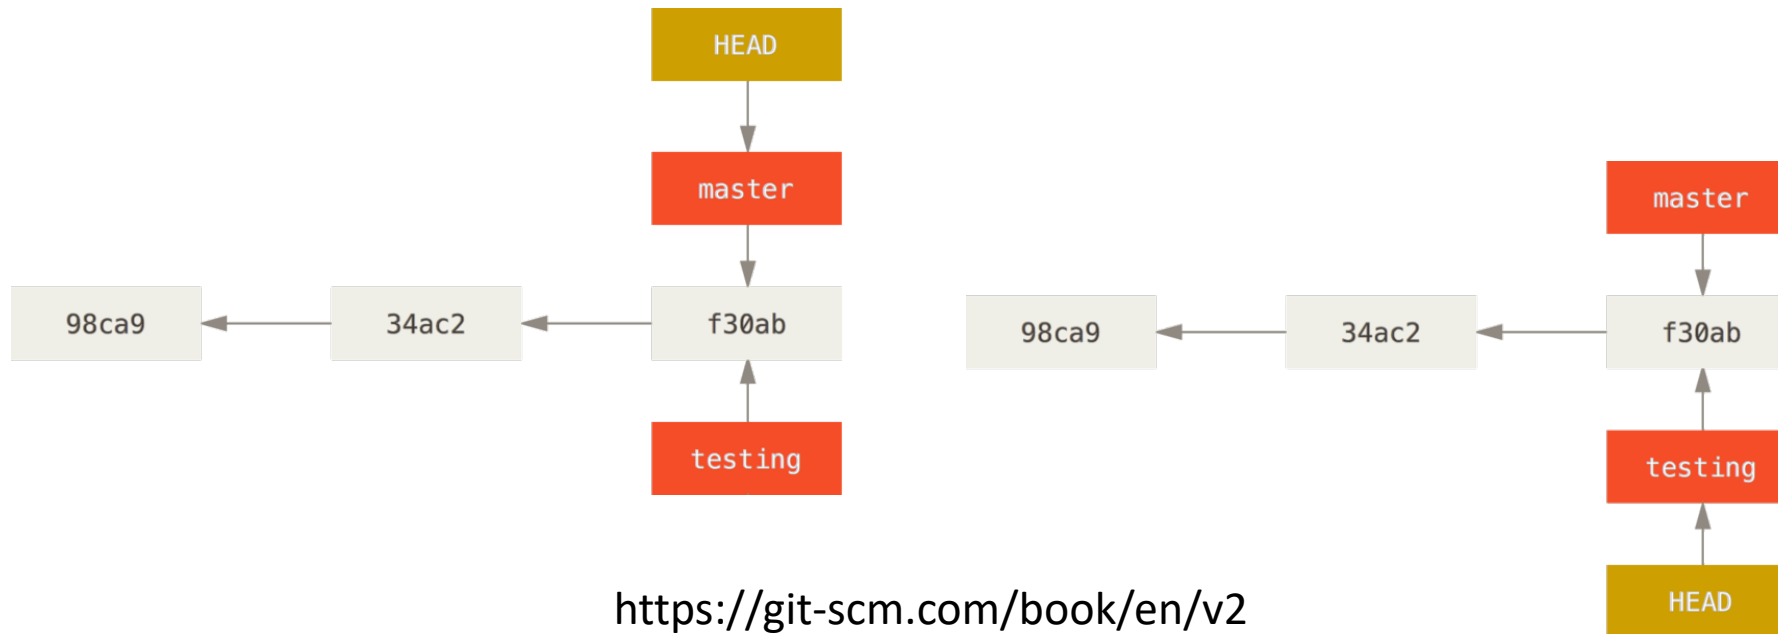 HEAD
master
98ca9 34ac2 f30ab
testing
master
98ca9 34ac2 f30ab
testing
HEAD
https://git-scm.com/book/en/v2